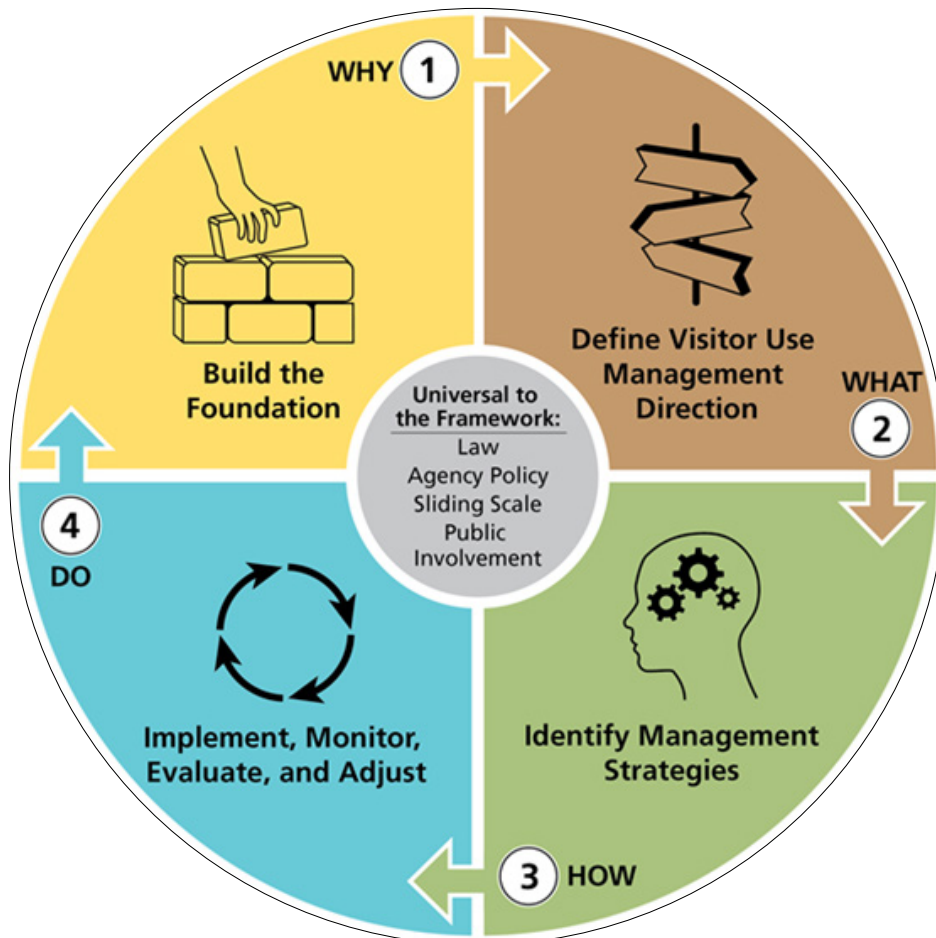 WHY 1
Build the
Foundation
Define Visitor Use
Management
Direction
WHAT
2
Universal to
the Framework:
Law
Agency Policy
Sliding Scale
Public
Involvement
Identify Management
Strategies
3 HOW
Implement, Monitor,
Evaluate, and Adjust
4
DO